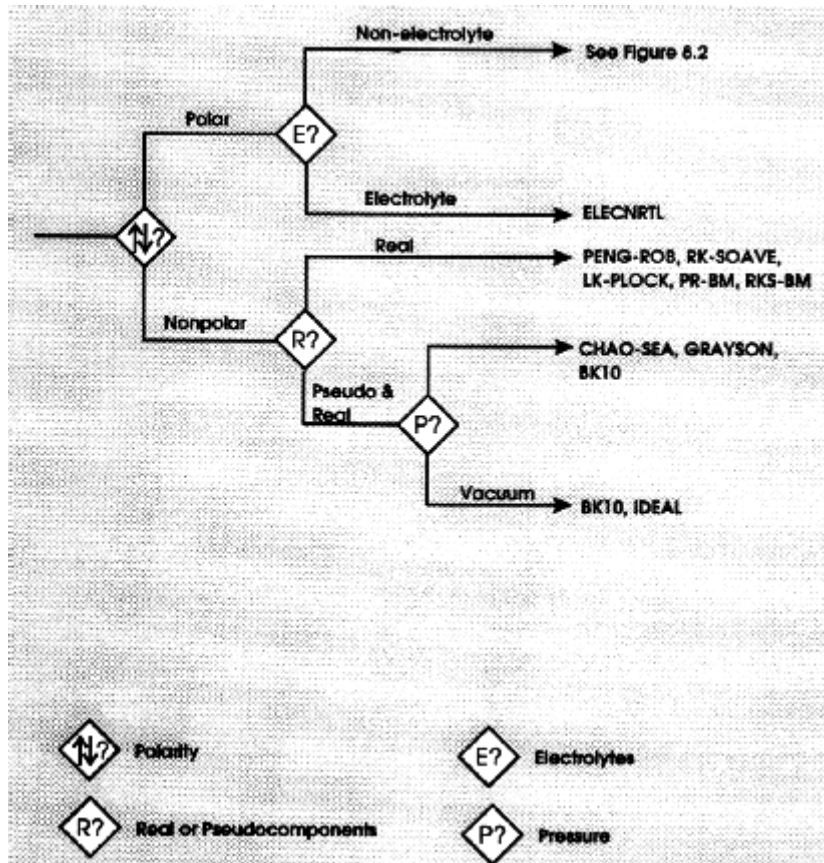 Non-electrolyte
See Figure 6.2
Polar
E?
Electrolyte
ELECNRTL
?
Real
PENG-ROB, RK-SOAVE,
LK-PLOCK, PR-BM, RKS-BM
Nonpolar
R?
CHAO-SEA, GRAYSON,
BK10
Pseudo &
Real
P?
Vacuum
BK10, IDEAL
?
Polarity
E?
Electrolytes
R?
Real or Pseudocomponents
P?
Pressure